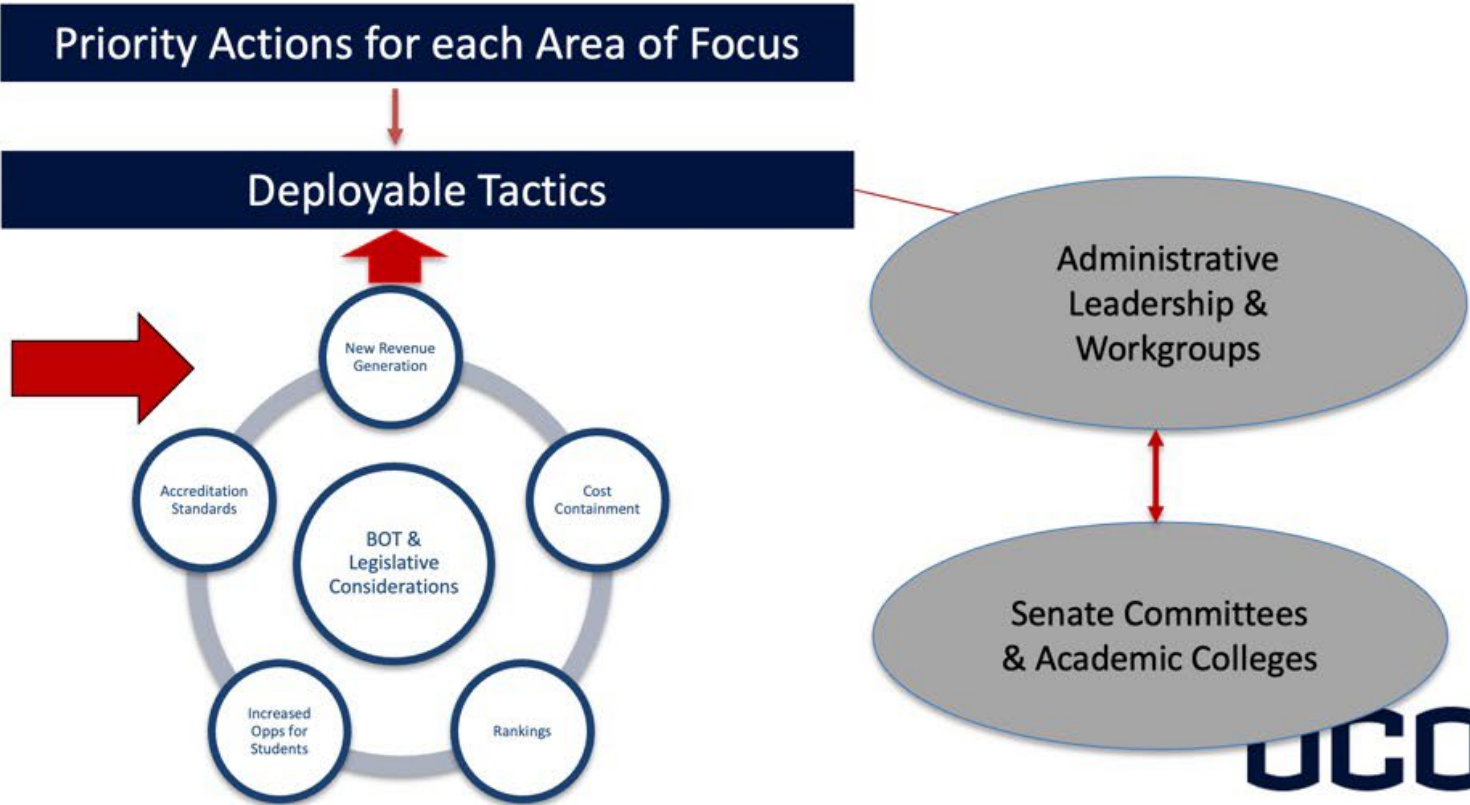 Priority Actions for each Area of Focus
Deployable Tactics
Administrative
Leadership &
Workgroups
New Revenue
Generation
Accreditation
Standards
Cost
Containment
BOT &
Legislative
Considerations
Senate Committees
& Academic Colleges
Increased
Opps for
Students
Rankings